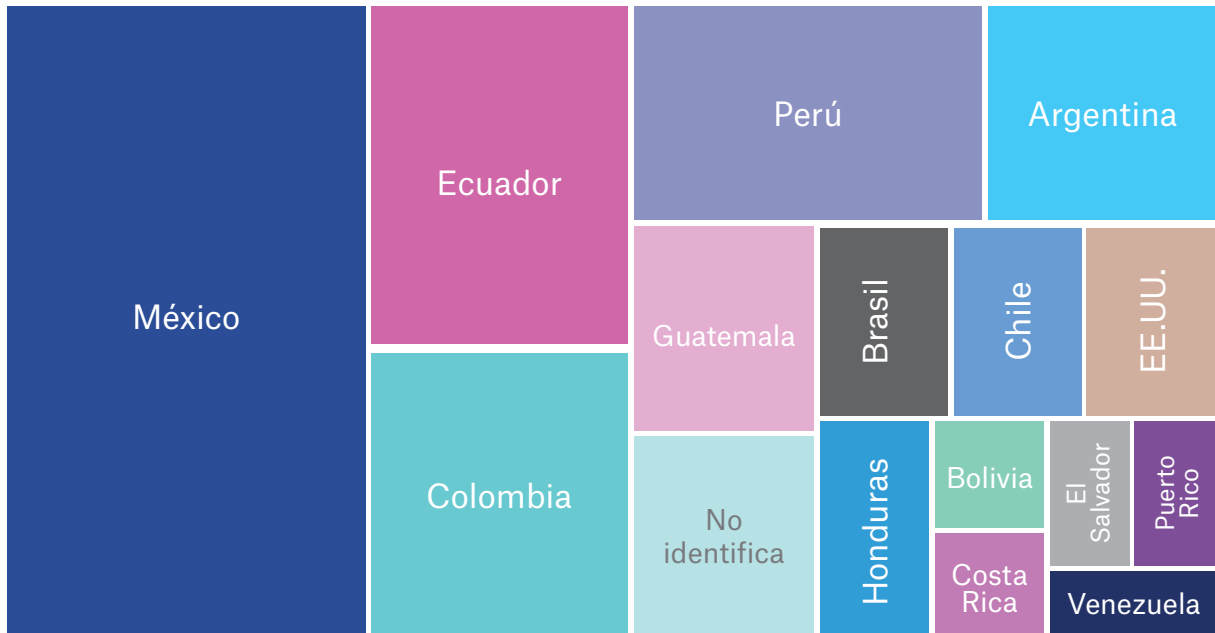 México
Ecuador
Colombia
Perú
Argentina
Guatemala
No
identifica
Brasil
Chile
EE.UU.
Honduras
Bolivia
Costa
Rica
El
Salvador
Puerto
Rico
Venezuela